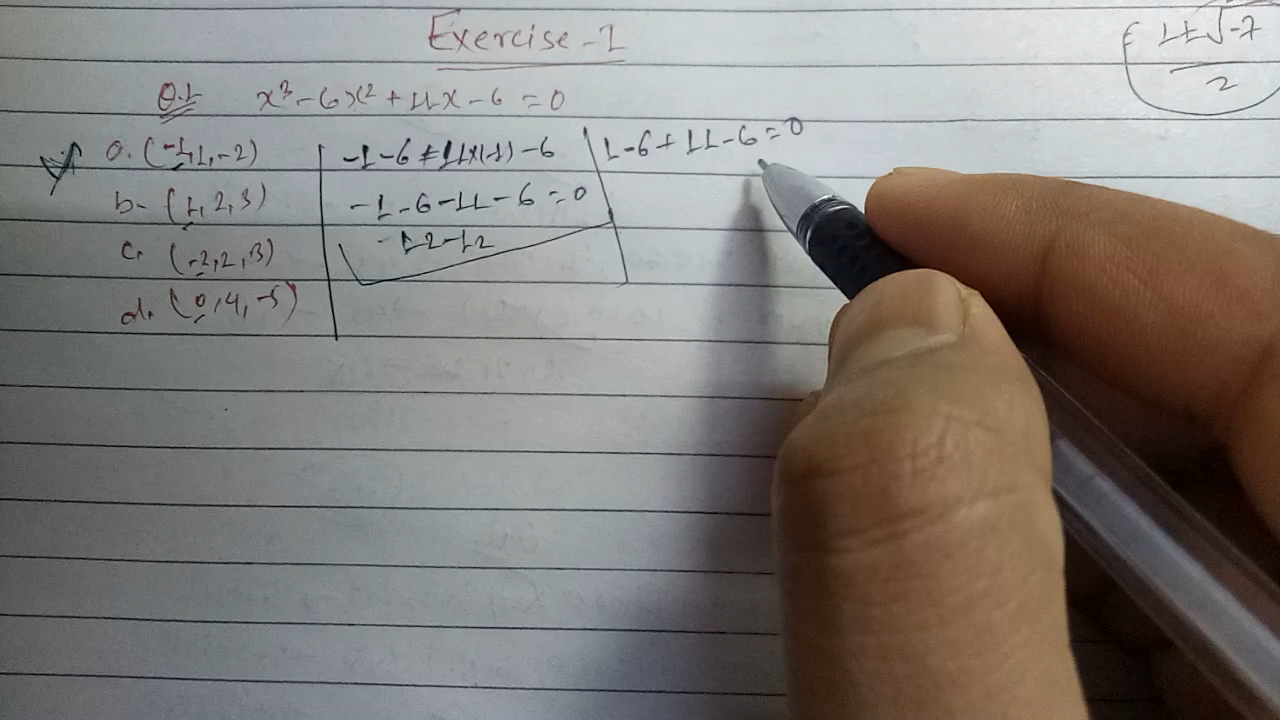 Exercise - 1
1±√-7
2
Q.1 x³ - 6x² + 11x - 6 = 0
a. (-1,1,-2)
b- (1,2,3)
c. (-2,2,3)
d. (0,4,-5)
-1-6+11x(-1)-6
-1-6-11-6=0
-12-12
1-6+11-6=0